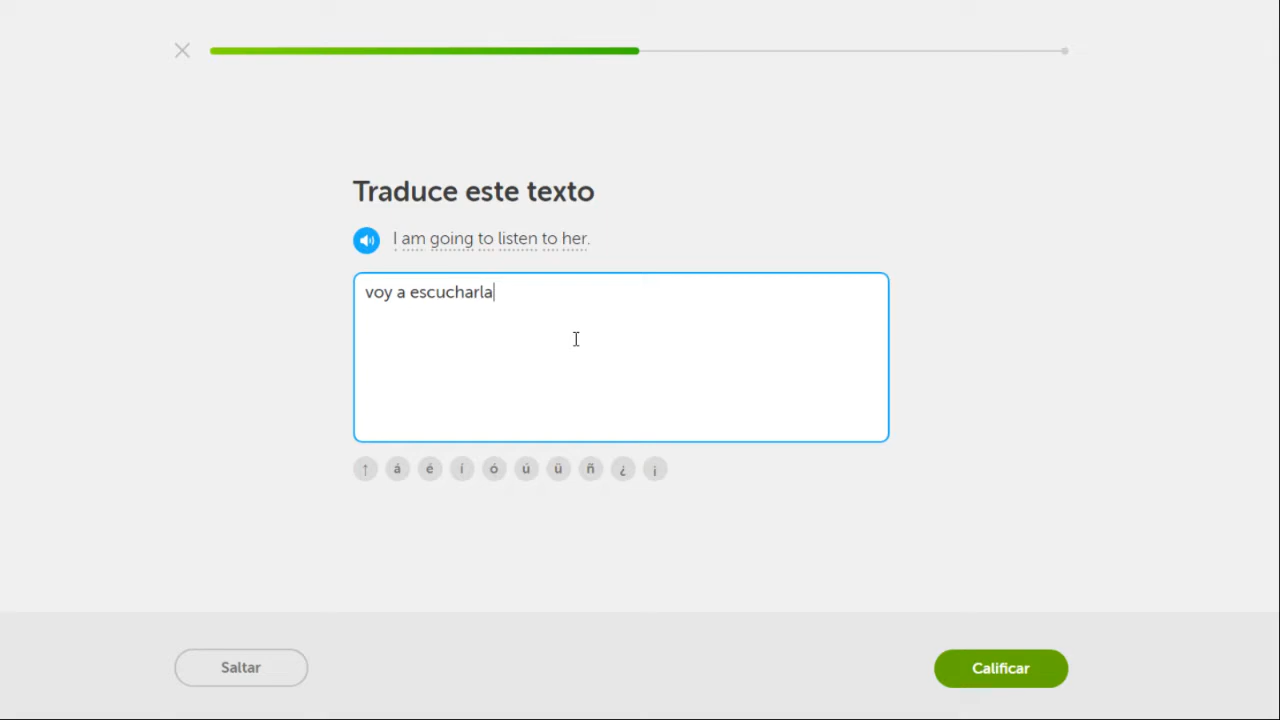 Traduce este texto
I am going to listen to her.
voy a escucharla
↑ á é í ó ú ü ñ ¿ ¡
Saltar
Calificar